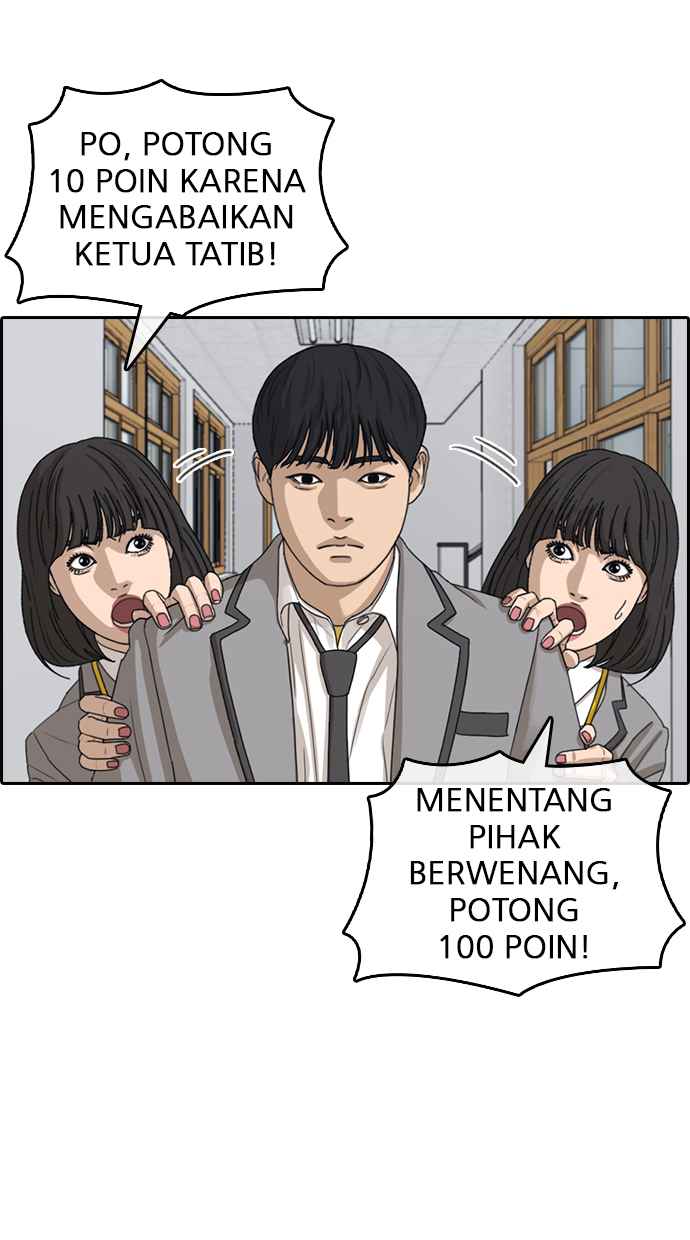 PO, POTONG
10 POIN KARENA
MENGABAIKAN
KETUA TATIB!
MENENTANG
PIHAK
BERWENANG,
POTONG
100 POIN!